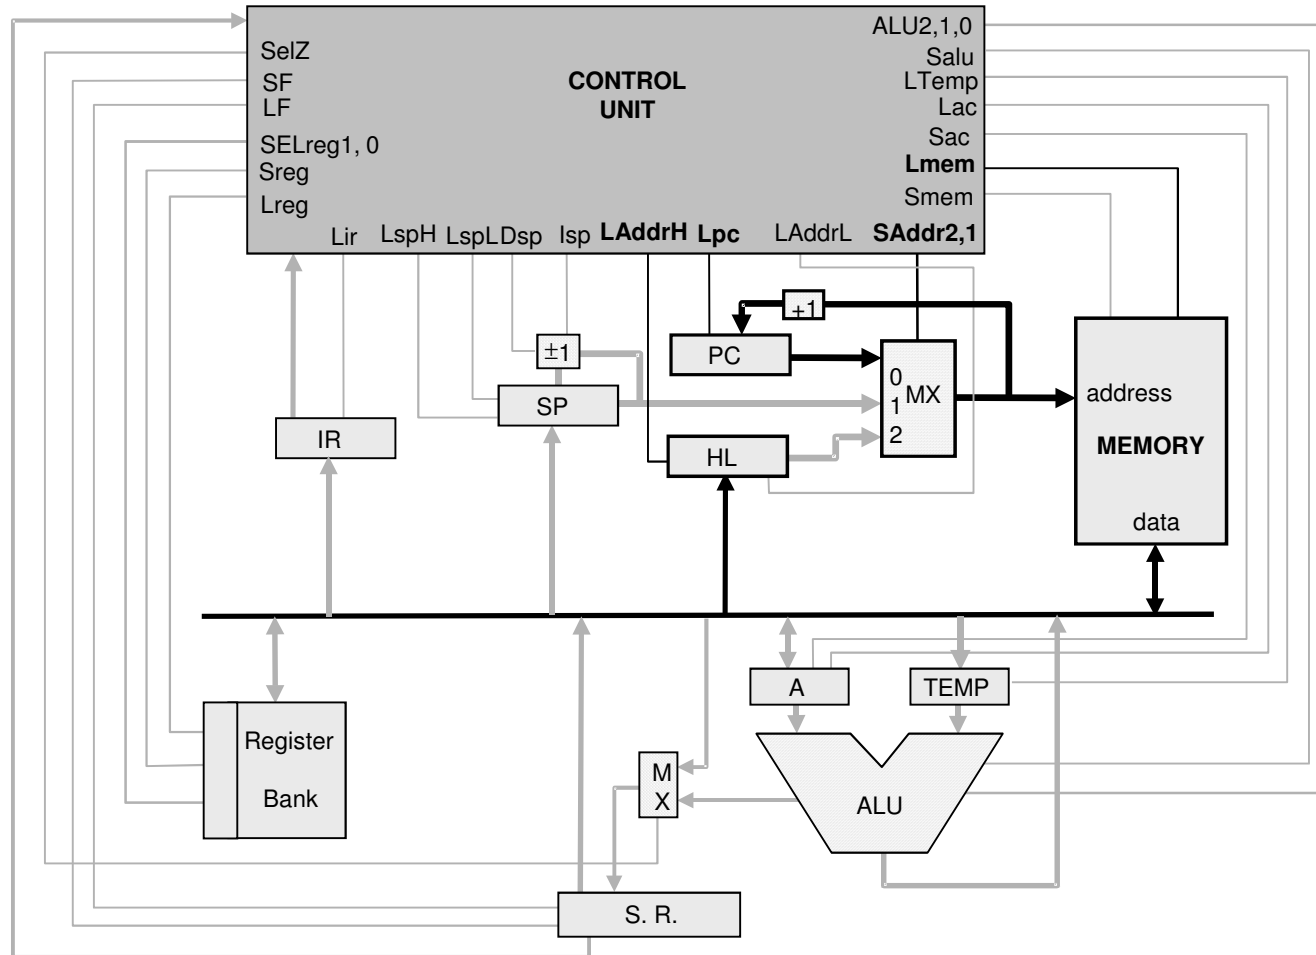 ALU2,1,0
SelZ
Salu
CONTROL
UNIT
SF
LTemp
LF
Lac
SELreg1, 0
Sac
Sreg
Lmem
Lreg
Smem
Lir
LspH
LspL
Dsp
Isp
LAddrH
Lpc
LAddrL
SAddr2,1
+1
±1
PC
0
1
2
MX
address
SP
IR
HL
MEMORY
data
A
TEMP
Register
Bank
M
X
ALU
S. R.